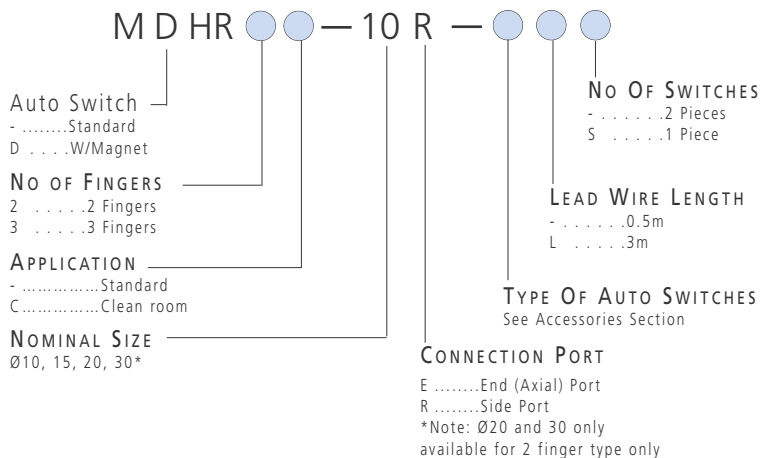 M D HR — 10 R —
Auto Switch
- ........Standard
D . . . .W/Magnet
NO OF FINGERS
2 . . . . .2 Fingers
3 . . . . .3 Fingers
APPLICATION
- ..............Standard
C..............Clean room
NOMINAL SIZE
Ø10, 15, 20, 30*
NO OF SWITCHES
- . . . . . .2 Pieces
S . . . . .1 Piece
LEAD WIRE LENGTH
- . . . . . .0.5m
L . . . . .3m
TYPE OF AUTO SWITCHES
See Accessories Section
CONNECTION PORT
E ........End (Axial) Port
R ........Side Port
*Note: Ø20 and 30 only
available for 2 finger type only